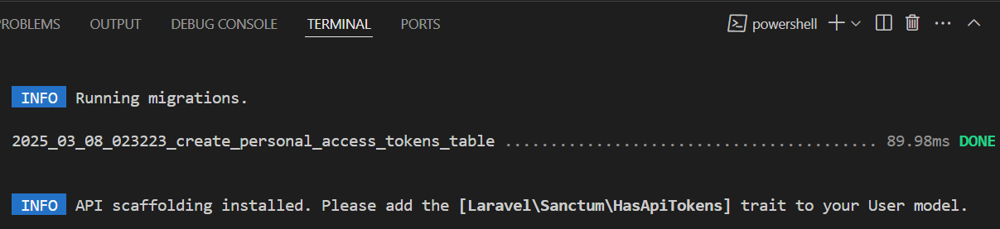 PROBLEMS OUTPUT DEBUG CONSOLE TERMINAL PORTS powershell
INFO Running migrations.
2025_03_08_023223_create_personal_access_tokens_table ......................................... 89.98ms DONE
INFO API scaffolding installed. Please add the [Laravel\Sanctum\HasApiTokens] trait to your User model.